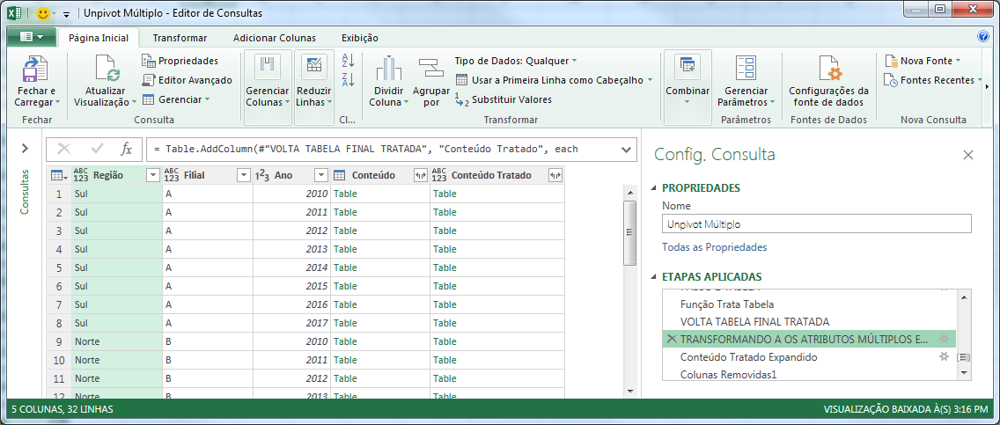 Unpivot Múltiplo - Editor de Consultas
Página Inicial Transformar Adicionar Colunas Exibição
Fechar e Carregar
Fechar
Atualizar Visualização
Propriedades
Editor Avançado
Gerenciar
Consulta
Gerenciar Colunas
Reduzir Linhas
A Z
Z A
Cl...
Dividir Coluna
Agrupar por
Tipo de Dados: Qualquer
Usar a Primeira Linha como Cabeçalho
1 2 Substituir Valores
Transformar
Combinar
Gerenciar Parâmetros
Parâmetros
Configurações da fonte de dados
Fontes de Dados
Nova Fonte
Fontes Recentes
Nova Consulta
Consultas
fx = Table.AddColumn(#"VOLTA TABELA FINAL TRATADA", "Conteúdo Tratado", each
ABC 123 Região ABC 123 Filial 1 2 3 Ano Conteúdo ABC 123 Conteúdo Tratado
1 Sul A 2010 Table Table
2 Sul A 2011 Table Table
3 Sul A 2012 Table Table
4 Sul A 2013 Table Table
5 Sul A 2014 Table Table
6 Sul A 2015 Table Table
7 Sul A 2016 Table Table
8 Sul A 2017 Table Table
9 Norte B 2010 Table Table
10 Norte B 2011 Table Table
11 Norte B 2012 Table Table
12 Norte B 2013 Table Table
Config. Consulta
PROPRIEDADES
Nome
Unpivot Múltiplo
Todas as Propriedades
ETAPAS APLICADAS
Função Trata Tabela
VOLTA TABELA FINAL TRATADA
TRANSFORMANDO A OS ATRIBUTOS MÚLTIPLOS E...
Conteúdo Tratado Expandido
Colunas Removidas1
5 COLUNAS, 32 LINHAS
VISUALIZAÇÃO BAIXADA À(S) 3:16 PM